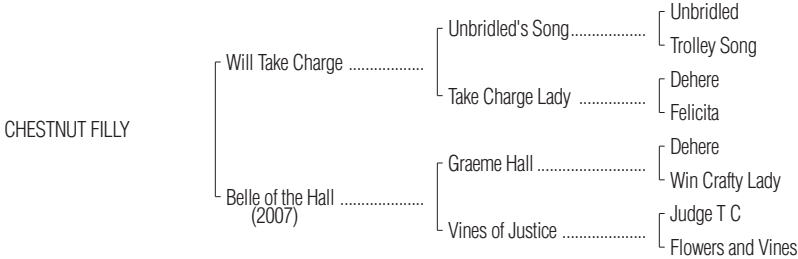 Unbridled
Unbridled's Song..................
Trolley Song
Will Take Charge ..................
Dehere
Take Charge Lady ................
Felicita
CHESTNUT FILLY
Dehere
Graeme Hall ..........................
Win Crafty Lady
Belle of the Hall ....................
(2007)
Judge T C
Vines of Justice ....................
Flowers and Vines